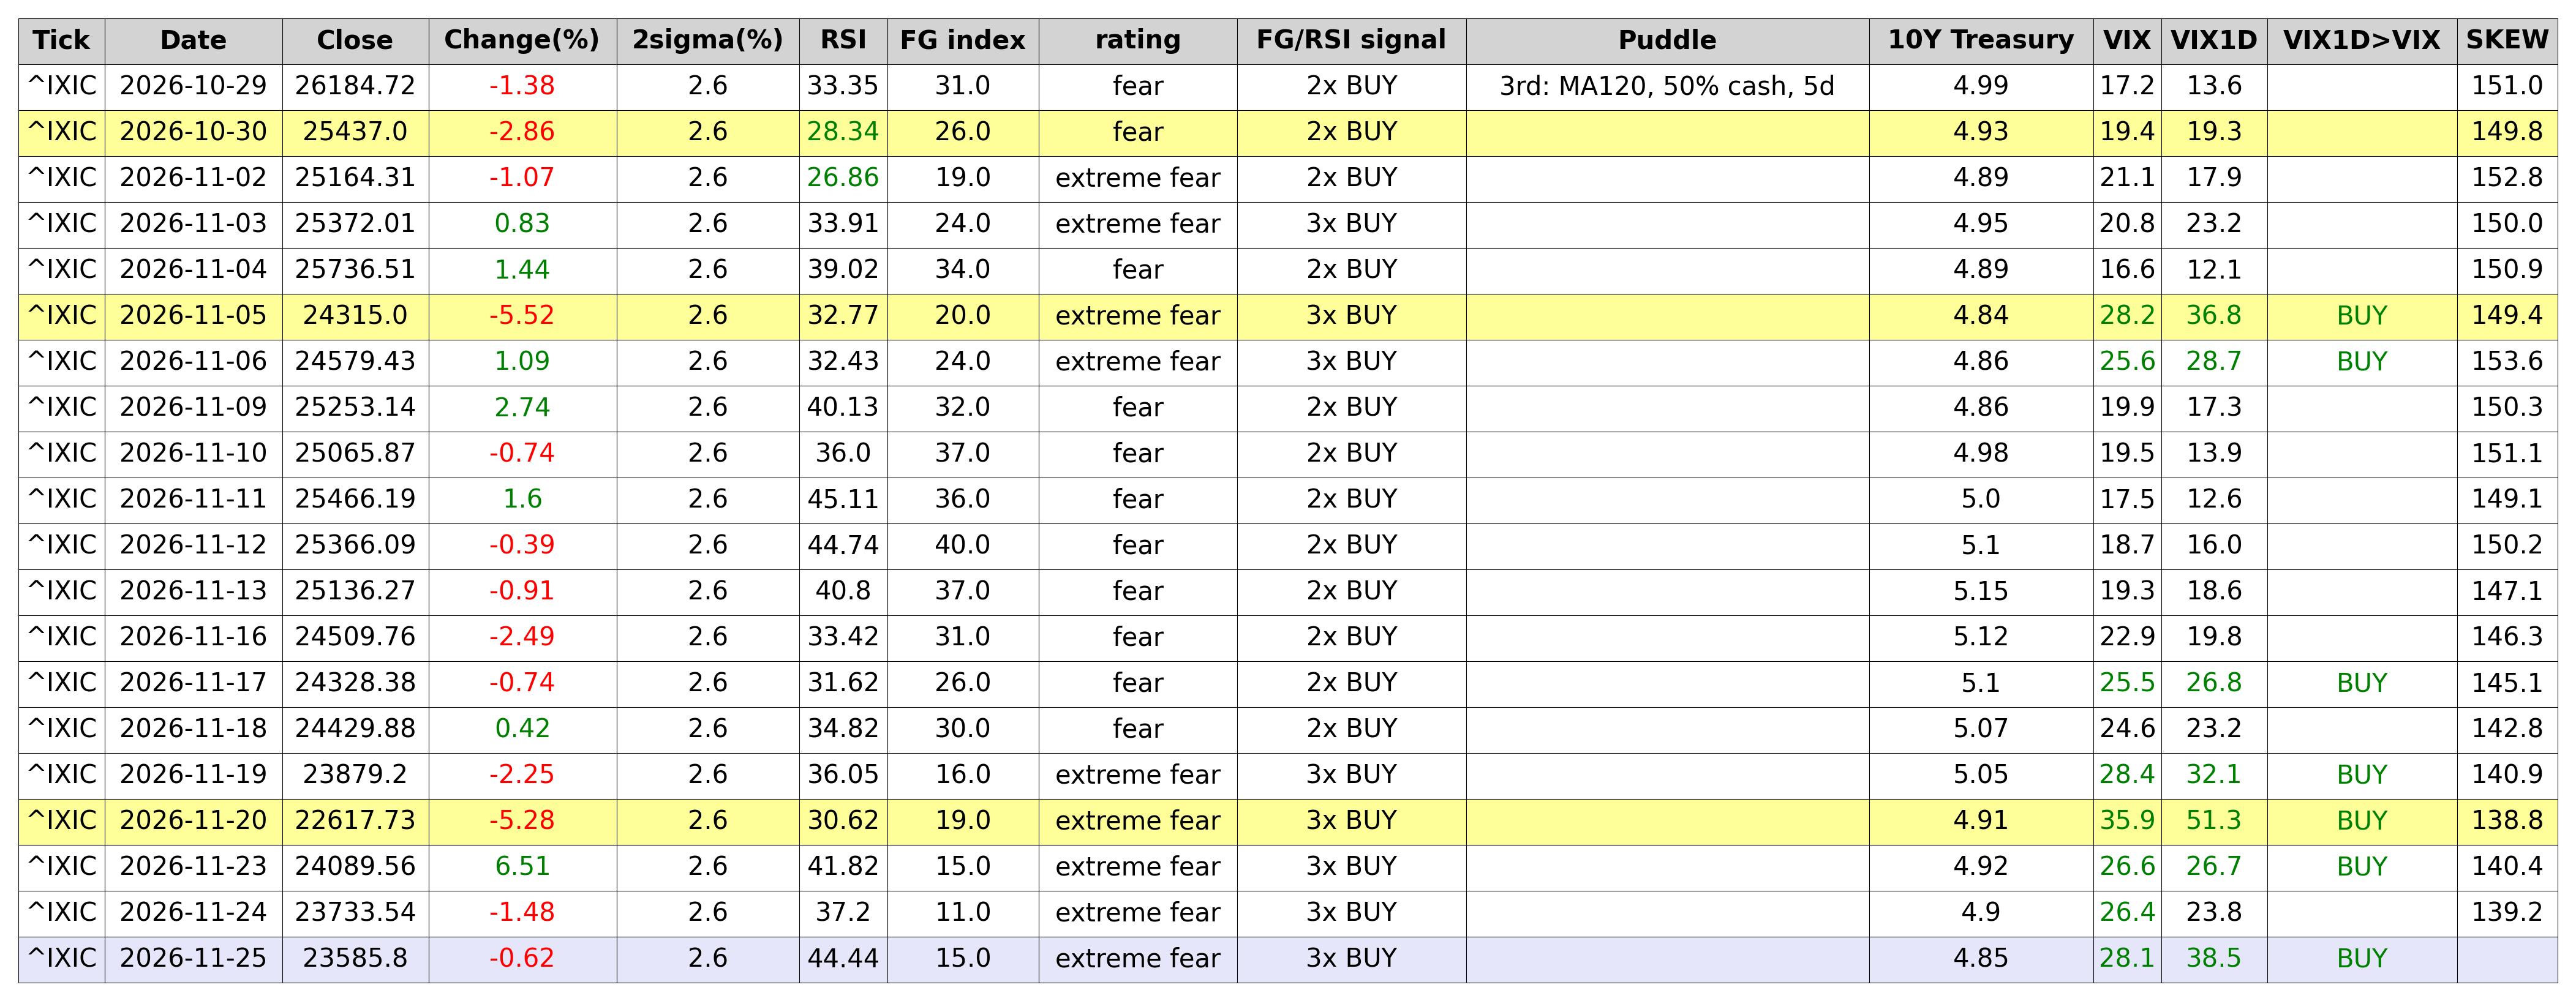 Tick Date Close Change(%) 2sigma(%) RSI FG index rating FG/RSI signal Puddle 10Y Treasury VIX VIX1D VIX1D>VIX SKEW
^IXIC 2026-10-29 26184.72 -1.38 2.6 33.35 31.0 fear 2x BUY 3rd: MA120, 50% cash, 5d 4.99 17.2 13.6 151.0
^IXIC 2026-10-30 25437.0 -2.86 2.6 28.34 26.0 fear 2x BUY 4.93 19.4 19.3 149.8
^IXIC 2026-11-02 25164.31 -1.07 2.6 26.86 19.0 extreme fear 2x BUY 4.89 21.1 17.9 152.8
^IXIC 2026-11-03 25372.01 0.83 2.6 33.91 24.0 extreme fear 3x BUY 4.95 20.8 23.2 150.0
^IXIC 2026-11-04 25736.51 1.44 2.6 39.02 34.0 fear 2x BUY 4.89 16.6 12.1 150.9
^IXIC 2026-11-05 24315.0 -5.52 2.6 32.77 20.0 extreme fear 3x BUY 4.84 28.2 36.8 BUY 149.4
^IXIC 2026-11-06 24579.43 1.09 2.6 32.43 24.0 extreme fear 3x BUY 4.86 25.6 28.7 BUY 153.6
^IXIC 2026-11-09 25253.14 2.74 2.6 40.13 32.0 fear 2x BUY 4.86 19.9 17.3 150.3
^IXIC 2026-11-10 25065.87 -0.74 2.6 36.0 37.0 fear 2x BUY 4.98 19.5 13.9 151.1
^IXIC 2026-11-11 25466.19 1.6 2.6 45.11 36.0 fear 2x BUY 5.0 17.5 12.6 149.1
^IXIC 2026-11-12 25366.09 -0.39 2.6 44.74 40.0 fear 2x BUY 5.1 18.7 16.0 150.2
^IXIC 2026-11-13 25136.27 -0.91 2.6 40.8 37.0 fear 2x BUY 5.15 19.3 18.6 147.1
^IXIC 2026-11-16 24509.76 -2.49 2.6 33.42 31.0 fear 2x BUY 5.12 22.9 19.8 146.3
^IXIC 2026-11-17 24328.38 -0.74 2.6 31.62 26.0 fear 2x BUY 5.1 25.5 26.8 BUY 145.1
^IXIC 2026-11-18 24429.88 0.42 2.6 34.82 30.0 fear 2x BUY 5.07 24.6 23.2 142.8
^IXIC 2026-11-19 23879.2 -2.25 2.6 36.05 16.0 extreme fear 3x BUY 5.05 28.4 32.1 BUY 140.9
^IXIC 2026-11-20 22617.73 -5.28 2.6 30.62 19.0 extreme fear 3x BUY 4.91 35.9 51.3 BUY 138.8
^IXIC 2026-11-23 24089.56 6.51 2.6 41.82 15.0 extreme fear 3x BUY 4.92 26.6 26.7 BUY 140.4
^IXIC 2026-11-24 23733.54 -1.48 2.6 37.2 11.0 extreme fear 3x BUY 4.9 26.4 23.8 139.2
^IXIC 2026-11-25 23585.8 -0.62 2.6 44.44 15.0 extreme fear 3x BUY 4.85 28.1 38.5 BUY